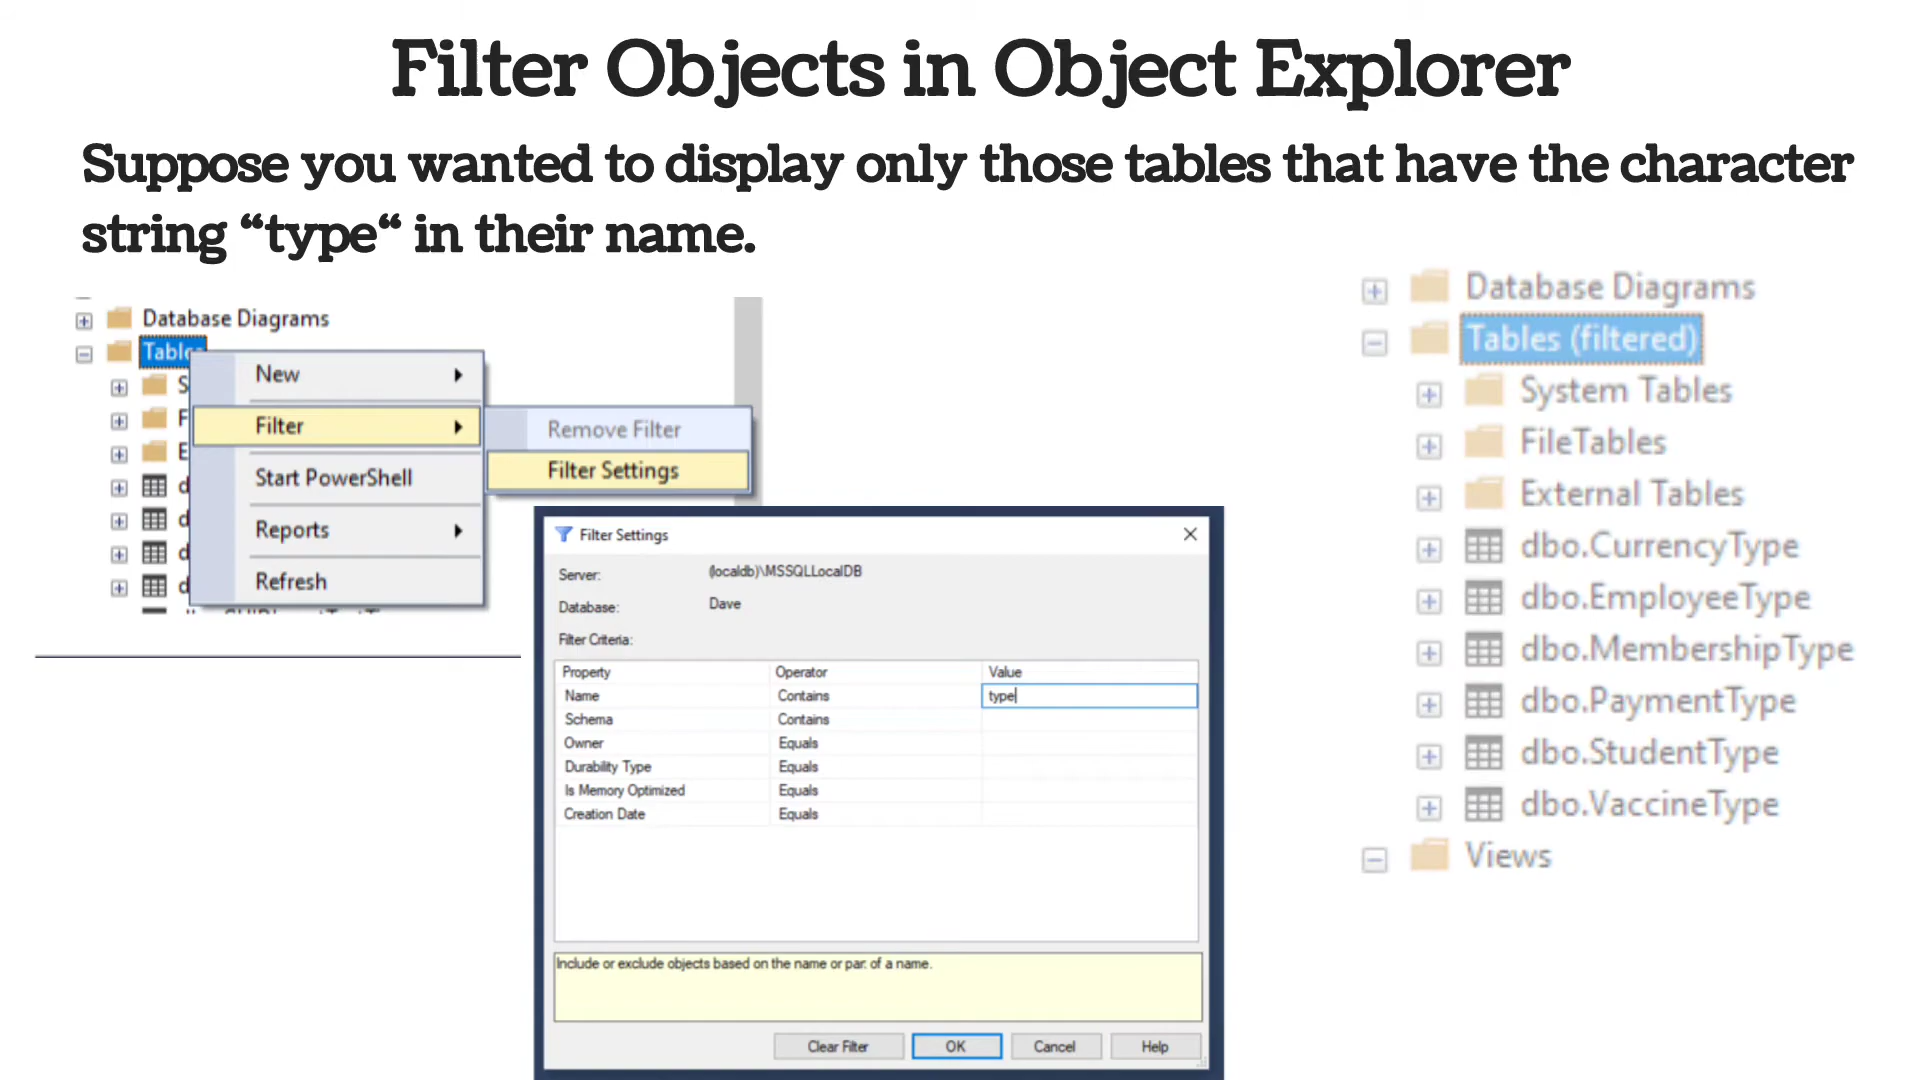 Filter Objects in Object Explorer
Suppose you wanted to display only those tables that have the character
string “type“ in their name.
Database Diagrams
Tables
New
Filter
Remove Filter
Filter Settings
Start PowerShell
Reports
Refresh
Filter Settings
Server: (localdb)\MSSQLLocalDB
Database: Dave
Filter Criteria:
Property Operator Value
Name Contains type
Schema Contains
Owner Equals
Durability Type Equals
Is Memory Optimized Equals
Creation Date Equals
Include or exclude objects based on the name or part of a name.
Clear Filter OK Cancel Help
Database Diagrams
Tables (filtered)
System Tables
FileTables
External Tables
dbo.CurrencyType
dbo.EmployeeType
dbo.MembershipType
dbo.PaymentType
dbo.StudentType
dbo.VaccineType
Views